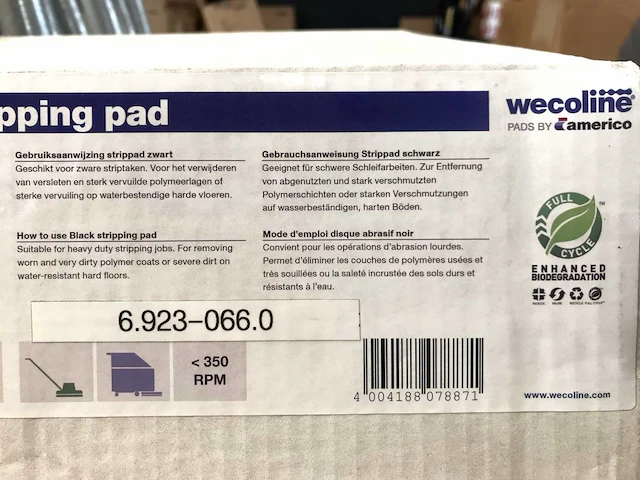 pping pad
wecoline
PADS BY americo
Gebruiksaanwijzing strippad zwart
Geschikt voor zware striptaken. Voor het verwijderen
van versleten en sterk vervuilde polymeerlagen of
sterke vervuiling op waterbestendige harde vloeren.
Gebrauchsanweisung Strippad schwarz
Geeignet für schwere Schleifarbeiten. Zur Entfernung
von abgenutzten und stark verschmutzten
Polymerschichten oder starken Verschmutzungen
auf wasserbeständigen, harten Böden.
How to use Black stripping pad
Suitable for heavy duty stripping jobs. For removing
worn and very dirty polymer coats or severe dirt on
water-resistant hard floors.
Mode d'emploi disque abrasif noir
Convient pour les opérations d'abrasion lourdes.
Permet d'éliminer les couches de polymères usées et
très souillées ou la saleté incrustée des sols durs et
résistants à l'eau.
FULL CYCLE™
ENHANCED
BIODEGRADATION
REDUCE REUSE RECYCLE FULL CYCLE
6.923-066.0
< 350
RPM
4 004188 078871
www.wecoline.com